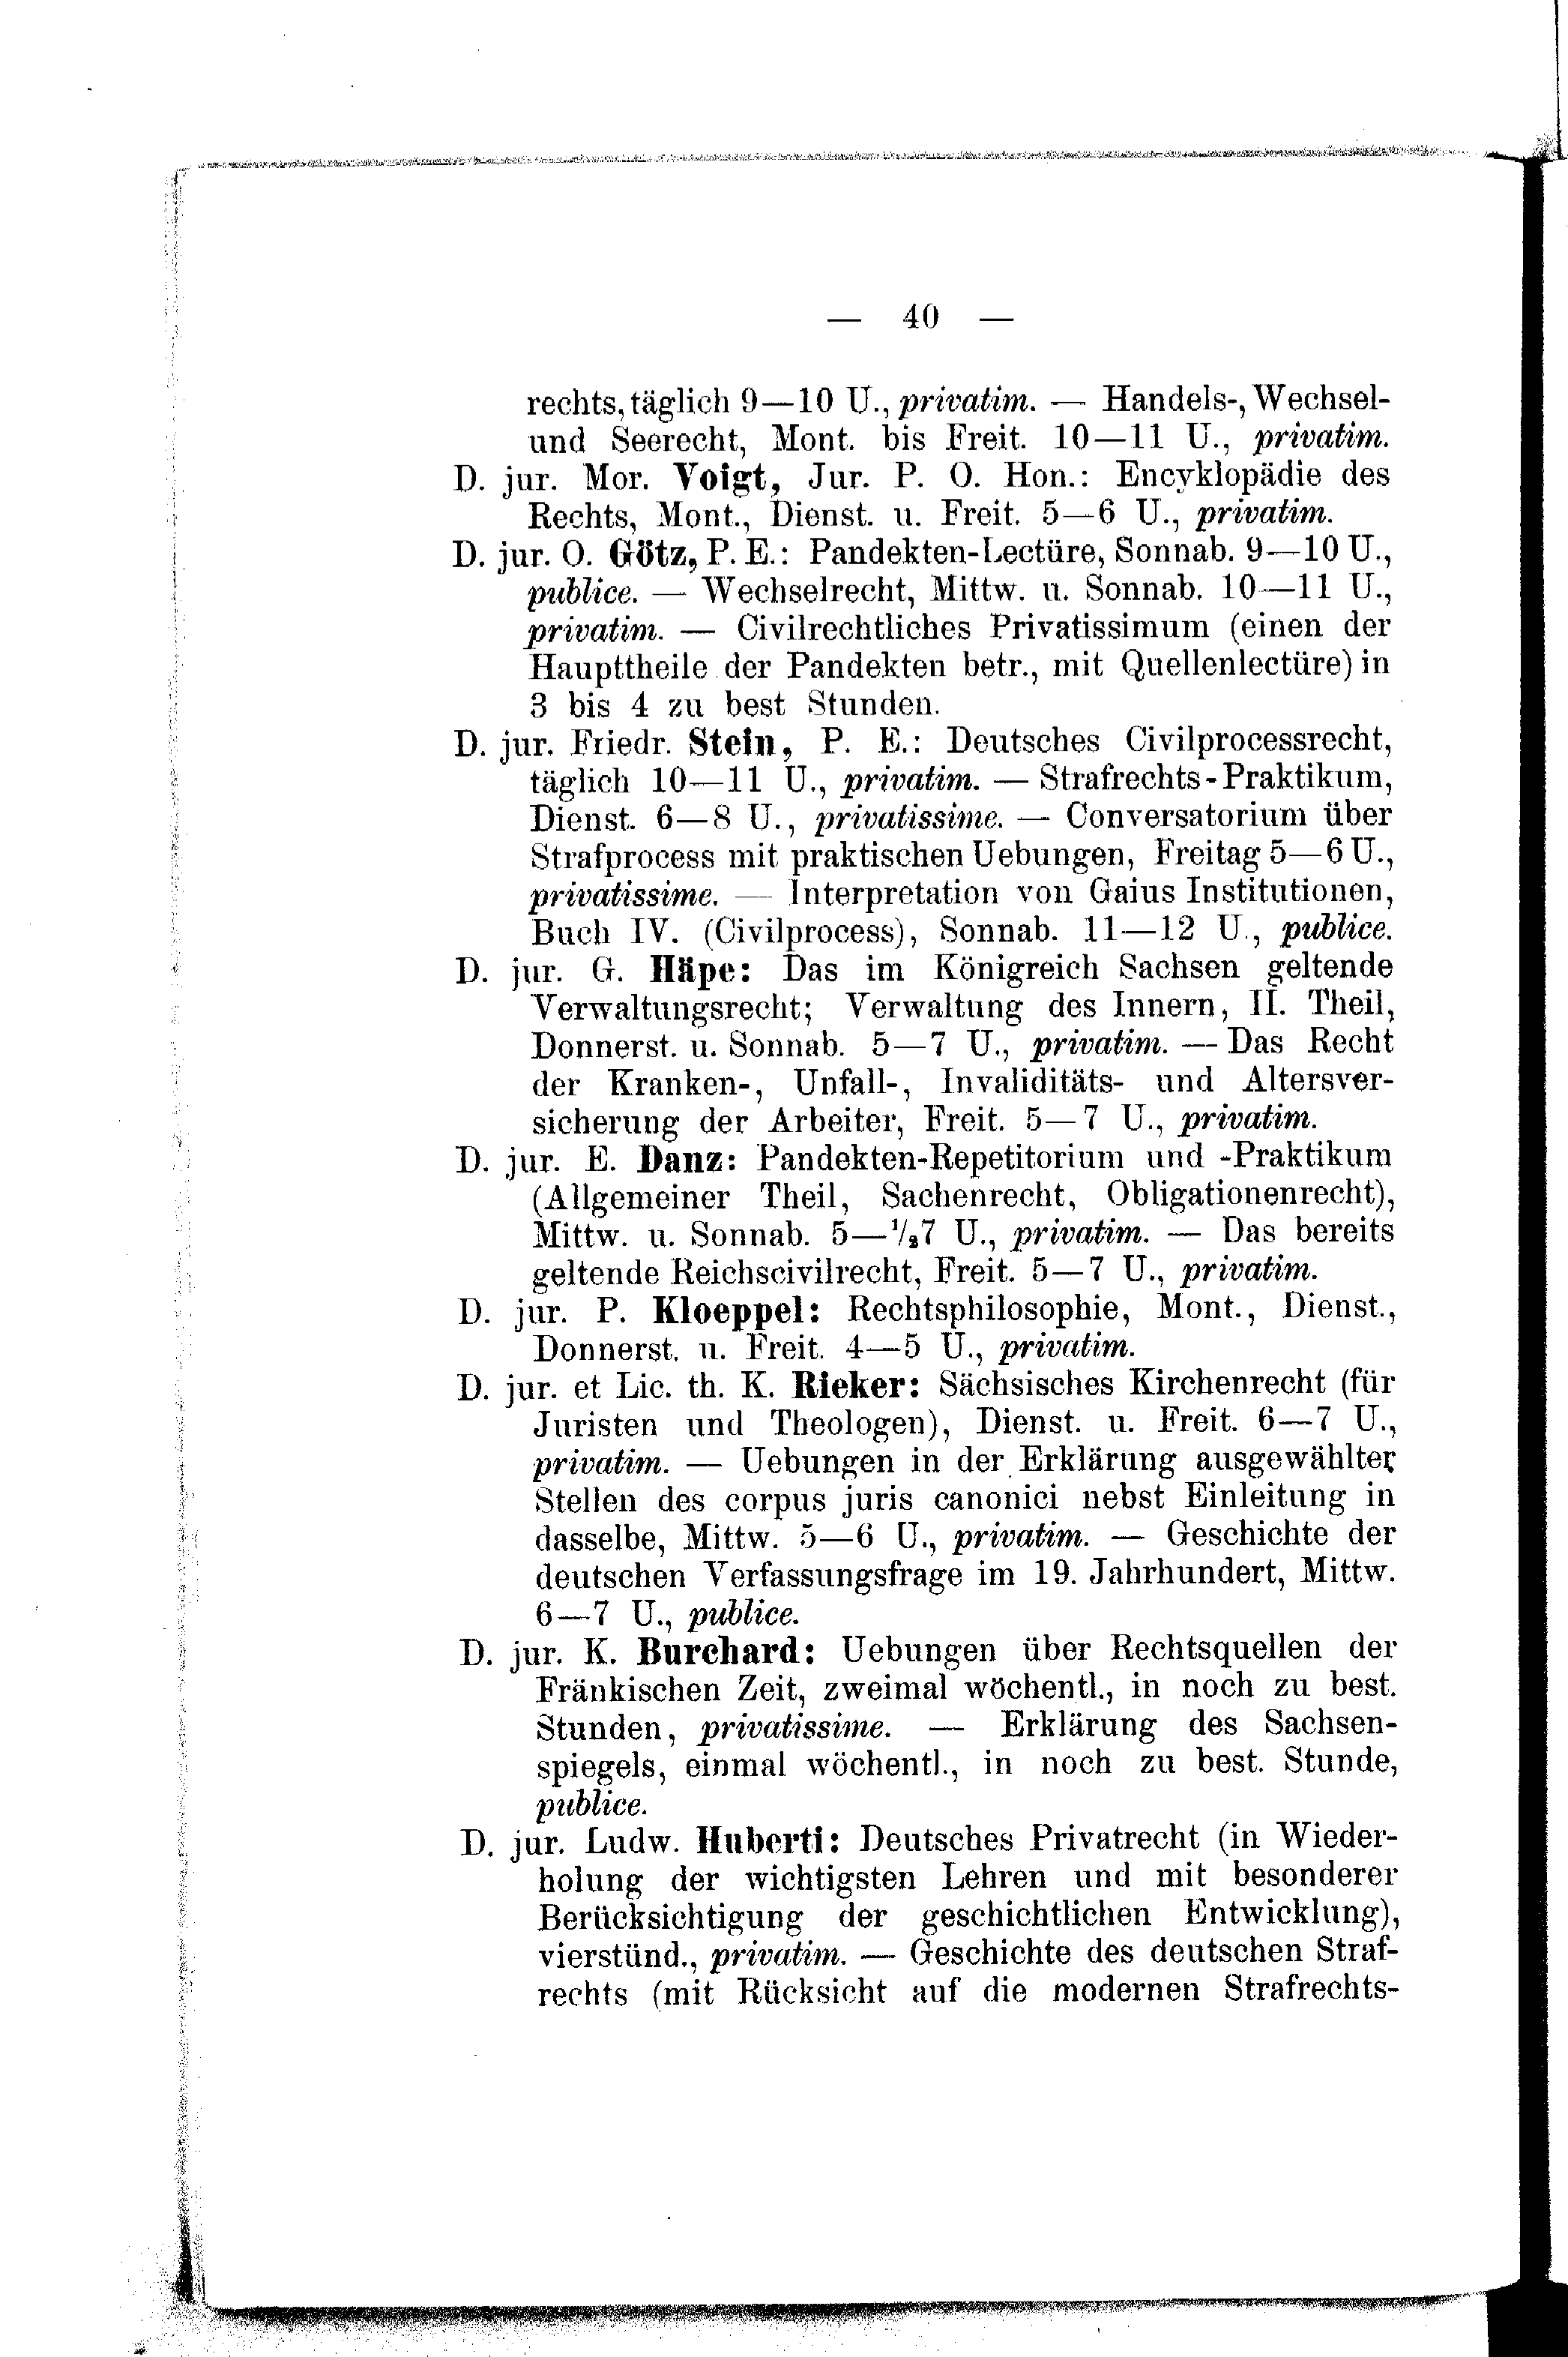 — 40 —
rechts, täglich 9—10 U., privatim. — Handels-, Wechsel-
und Seerecht, Mont. bis Freit. 10—11 U., privatim.
D. jur. Mor. Voigt, Jur. P. O. Hon.: Encyklopädie des
Rechts, Mont., Dienst. u. Freit. 5—6 U., privatim.
D. jur. O. Götz, P. E.: Pandekten-Lectüre, Sonnab. 9—10 U.,
publice. — Wechselrecht, Mittw. u. Sonnab. 10—11 U.,
privatim. — Civilrechtliches Privatissimum (einen der
Haupttheile der Pandekten betr., mit Quellenlectüre) in
3 bis 4 zu best Stunden.
D. jur. Friedr. Stein, P. E.: Deutsches Civilprocessrecht,
täglich 10—11 U., privatim. — Strafrechts-Praktikum,
Dienst. 6—8 U., privatissime. — Conversatorium über
Strafprocess mit praktischen Uebungen, Freitag 5—6 U.,
privatissime. — Interpretation von Gaius Institutionen,
Buch IV. (Civilprocess), Sonnab. 11—12 U., publice.
D. jur. G. Häpe: Das im Königreich Sachsen geltende
Verwaltungsrecht; Verwaltung des Innern, II. Theil,
Donnerst. u. Sonnab. 5—7 U., privatim. — Das Recht
der Kranken-, Unfall-, Invaliditäts- und Altersver-
sicherung der Arbeiter, Freit. 5—7 U., privatim.
D. jur. E. Danz: Pandekten-Repetitorium und -Praktikum
(Allgemeiner Theil, Sachenrecht, Obligationenrecht),
Mittw. u. Sonnab. 5—1/27 U., privatim. — Das bereits
geltende Reichscivilrecht, Freit. 5—7 U., privatim.
D. jur. P. Kloeppel: Rechtsphilosophie, Mont., Dienst.,
Donnerst. u. Freit. 4—5 U., privatim.
D. jur. et Lic. th. K. Rieker: Sächsisches Kirchenrecht (für
Juristen und Theologen), Dienst. u. Freit. 6—7 U.,
privatim. — Uebungen in der Erklärung ausgewählter
Stellen des corpus juris canonici nebst Einleitung in
dasselbe, Mittw. 5—6 U., privatim. — Geschichte der
deutschen Verfassungsfrage im 19. Jahrhundert, Mittw.
6—7 U., publice.
D. jur. K. Burchard: Uebungen über Rechtsquellen der
Fränkischen Zeit, zweimal wöchentl., in noch zu best.
Stunden, privatissime. — Erklärung des Sachsen-
spiegels, einmal wöchentl., in noch zu best. Stunde,
publice.
D. jur. Ludw. Huberti: Deutsches Privatrecht (in Wieder-
holung der wichtigsten Lehren und mit besonderer
Berücksichtigung der geschichtlichen Entwicklung),
vierstünd., privatim. — Geschichte des deutschen Straf-
rechts (mit Rücksicht auf die modernen Strafrechts-